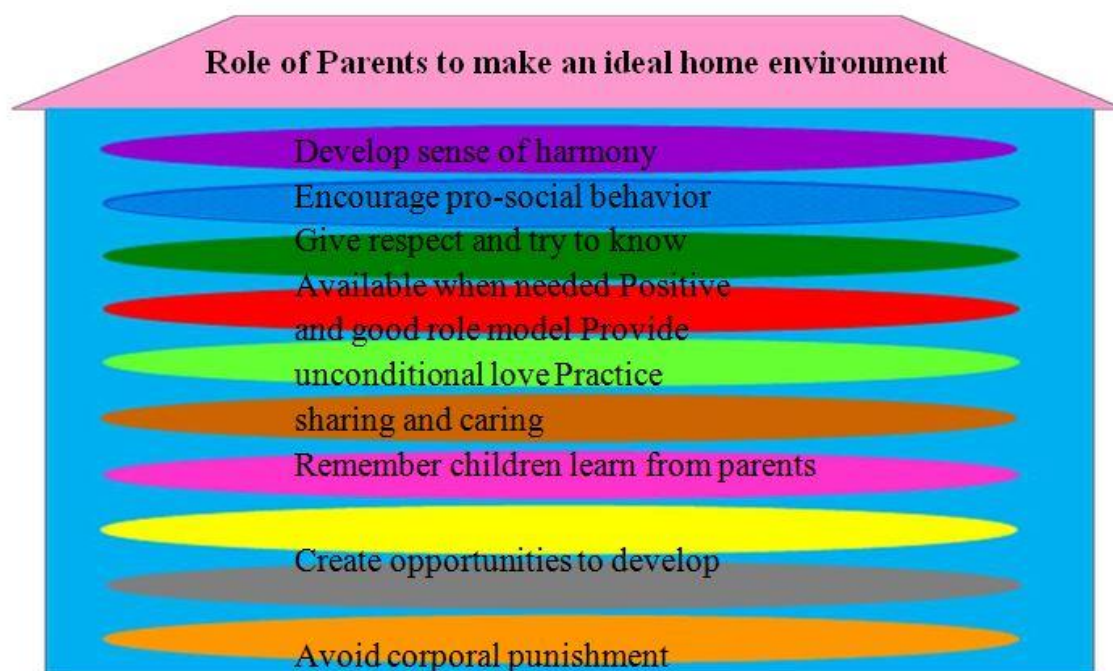 Role of Parents to make an ideal home environment
Develop sense of harmony
Encourage pro-social behavior
Give respect and try to know
Available when needed Positive
and good role model Provide
unconditional love Practice
sharing and caring
Remember children learn from parents
Create opportunities to develop
Avoid corporal punishment